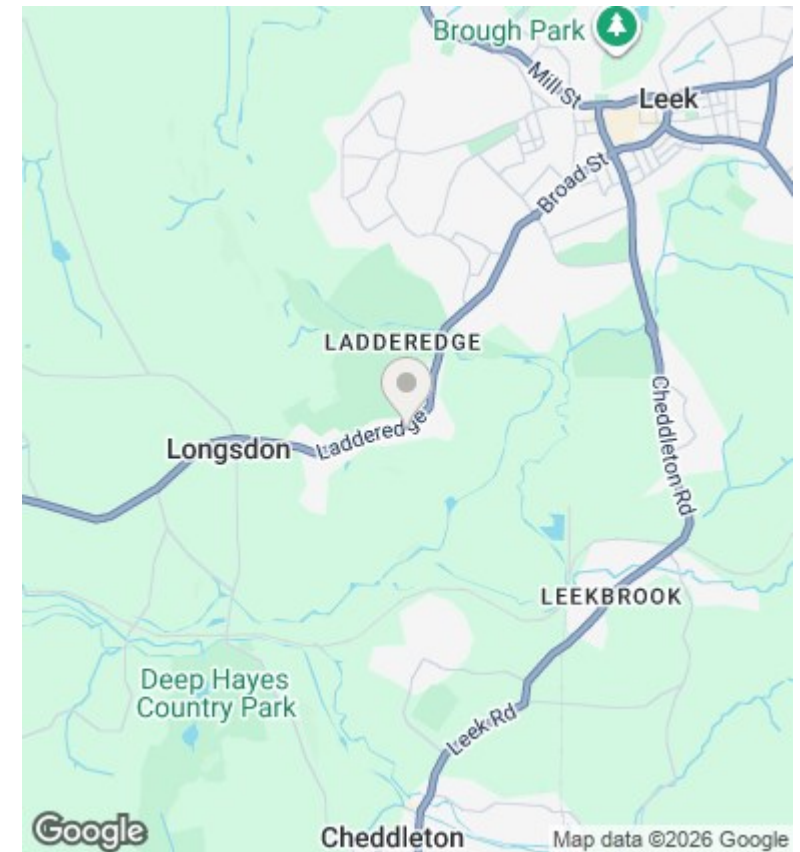 Brough Park
Mill St
Leek
Broad St
LADDEREDGE
Ladderedge
Longsdon
Cheddleton Rd
LEEKBROOK
Deep Hayes
Country Park
Leek Rd
Cheddleton
Google
Map data ©2026 Google